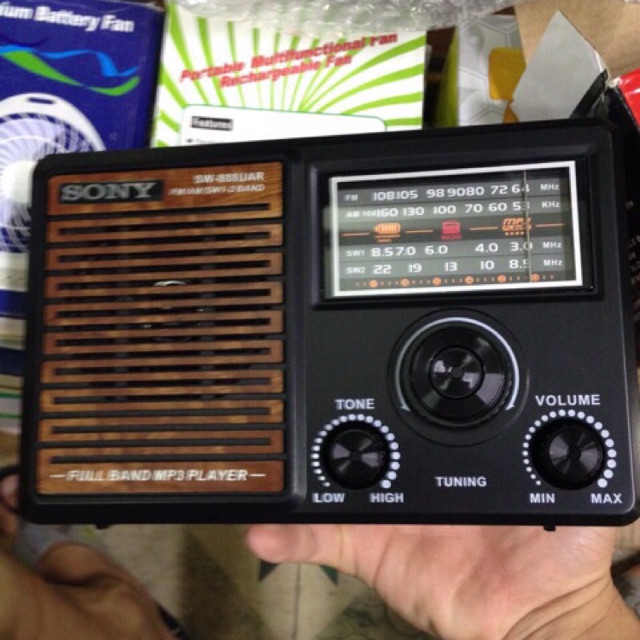 ium Battery Fan
Portable Multifunctional Fan
Rechargeable Fan
Features
SONY
SW-888UAR
FM/AM/SW1-2 BAND
FM 108105 989080 72 64 MHz
AM 160 130 100 70 60 53 KHz
SW1 8.5 7.0 6.0 4.0 3.0 MHz
SW2 22 19 13 10 8.5 MHz
TONE
LOW HIGH
TUNING
VOLUME
MIN MAX
FULL BAND MP3 PLAYER